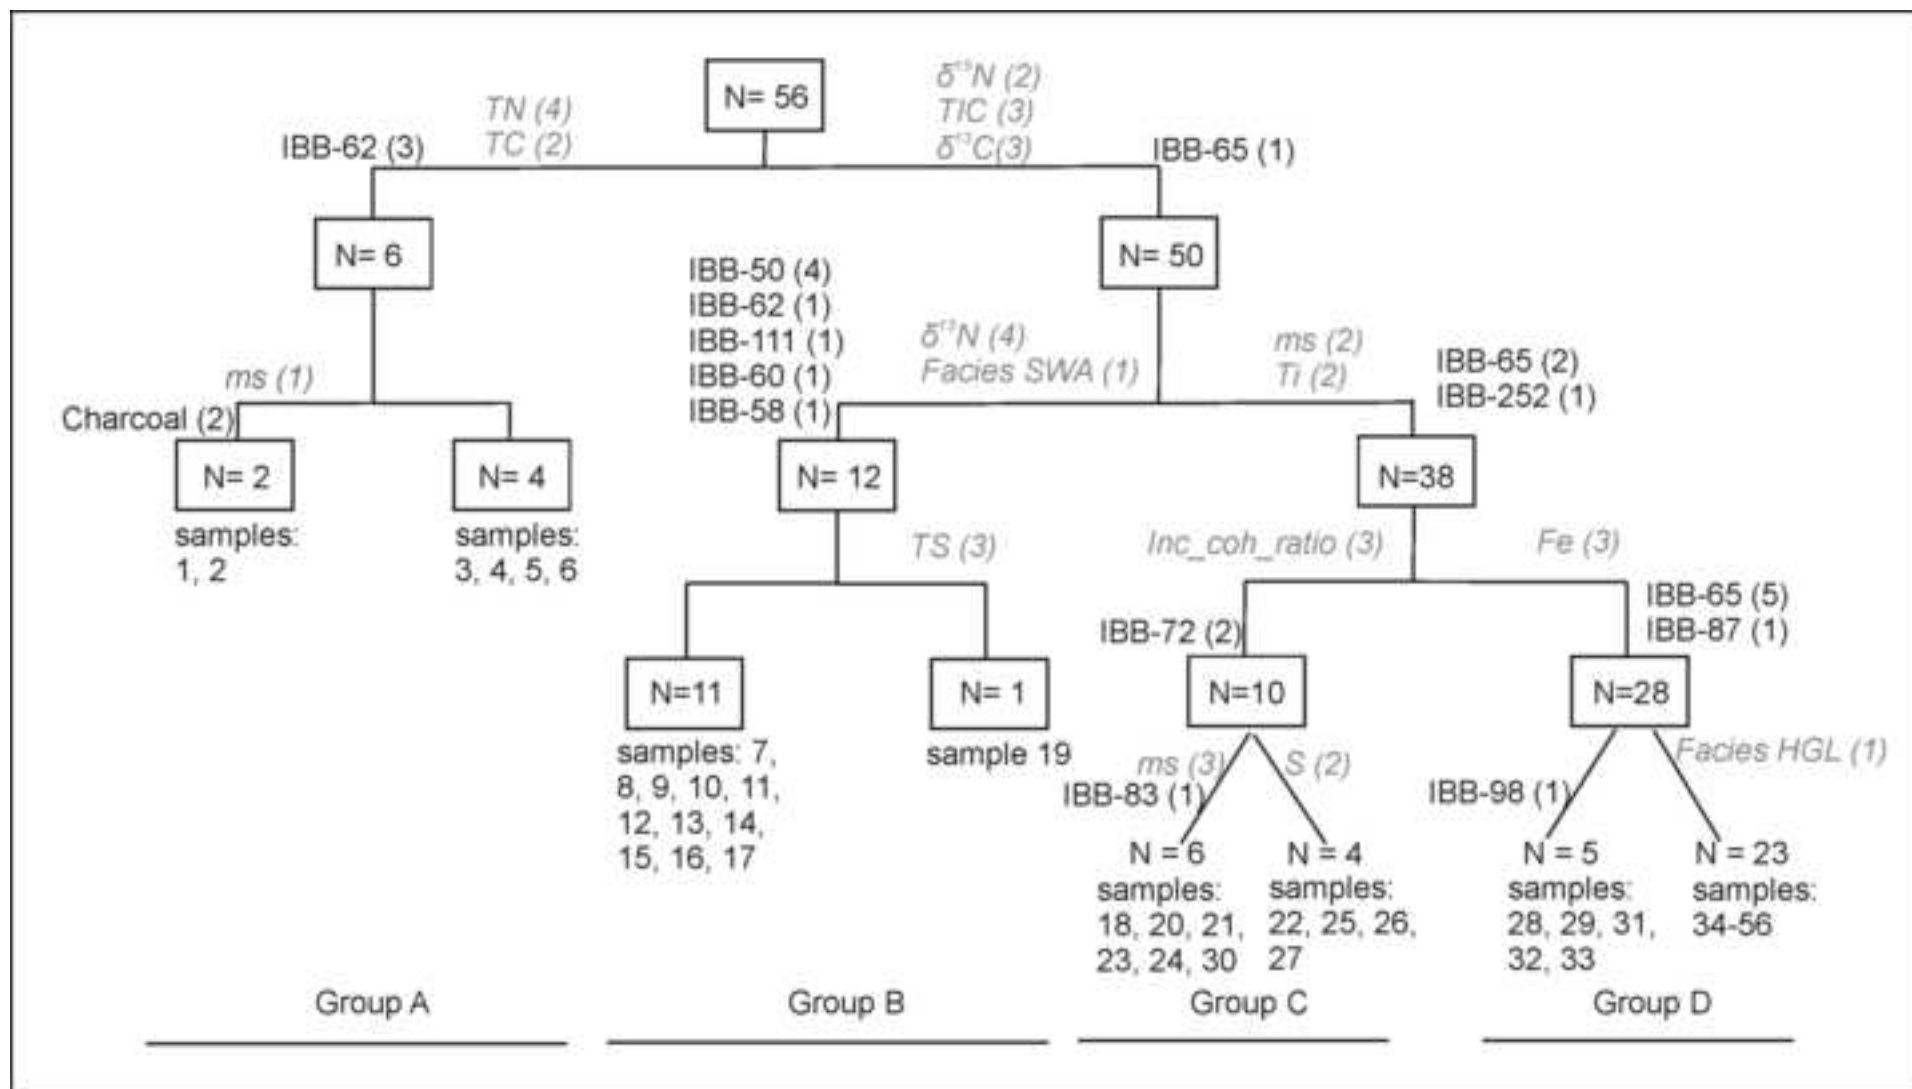 N= 56
TN (4)
TC (2)
δ¹⁵N (2)
TIC (3)
δ¹³C(3)
IBB-62 (3)
IBB-65 (1)
N= 6
N= 50
IBB-50 (4)
IBB-62 (1)
IBB-111 (1)
IBB-60 (1)
IBB-58 (1)
δ¹⁵N (4)
Facies SWA (1)
ms (2)
Ti (2)
IBB-65 (2)
IBB-252 (1)
ms (1)
Charcoal (2)
N= 2
samples:
1, 2
N= 4
samples:
3, 4, 5, 6
N= 12
N=38
TS (3)
Inc_coh_ratio (3)
Fe (3)
IBB-72 (2)
IBB-65 (5)
IBB-87 (1)
N=11
samples: 7,
8, 9, 10, 11,
12, 13, 14,
15, 16, 17
N= 1
sample 19
N=10
N=28
ms (3)
S (2)
IBB-83 (1)
Facies HGL (1)
IBB-98 (1)
N = 6
samples:
18, 20, 21,
23, 24, 30
N = 4
samples:
22, 25, 26,
27
N = 5
samples:
28, 29, 31,
32, 33
N = 23
samples:
34-56
Group A
Group B
Group C
Group D